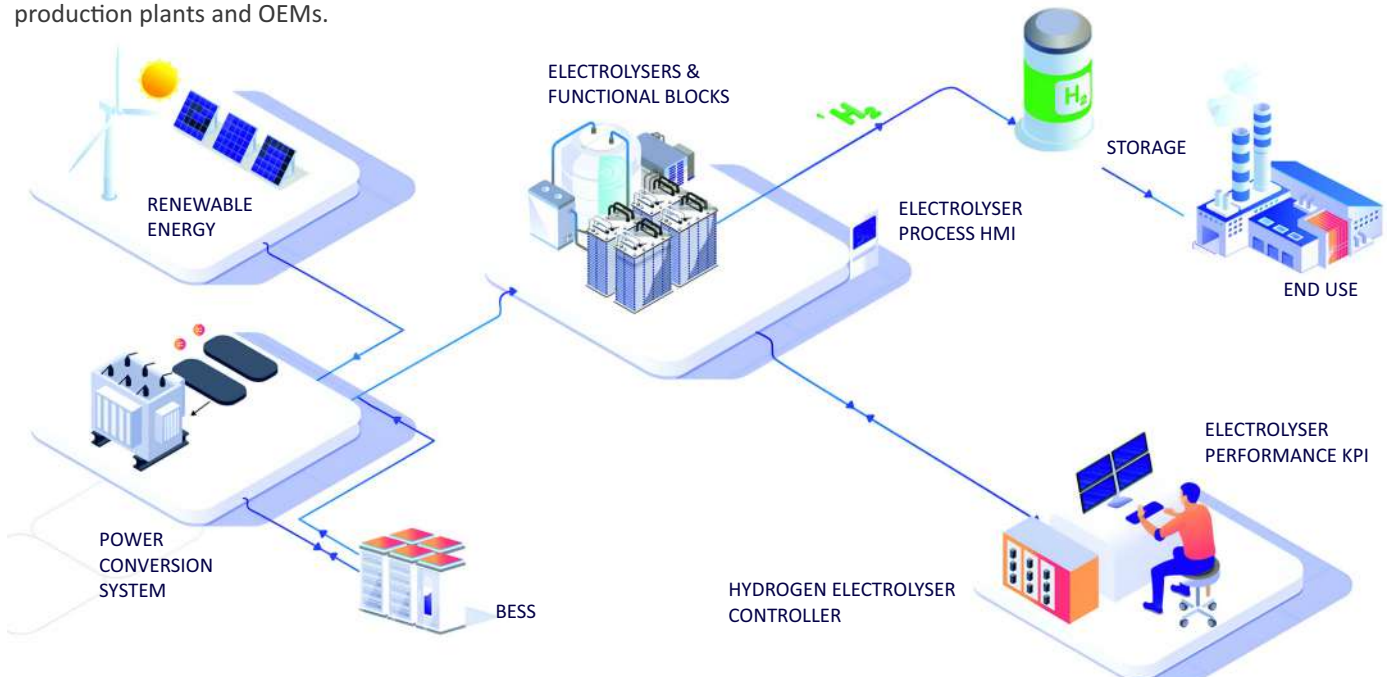 production plants and OEMs.
ELECTROLYSERS &
FUNCTIONAL BLOCKS
H₂
H₂
STORAGE
RENEWABLE
ENERGY
ELECTROLYSER
PROCESS HMI
END USE
ELECTROLYSER
PERFORMANCE KPI
POWER
CONVERSION
SYSTEM
BESS
HYDROGEN ELECTROLYSER
CONTROLLER